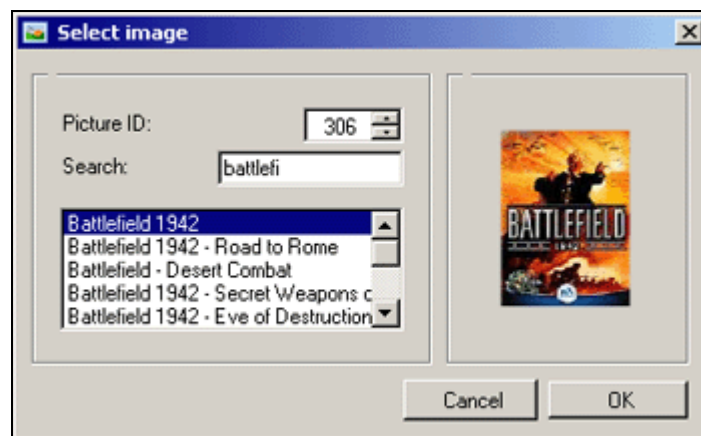 Select image
Picture ID:
306
Search:
battlefi
Battlefield 1942
Battlefield 1942 - Road to Rome
Battlefield - Desert Combat
Battlefield 1942 - Secret Weapons c
Battlefield 1942 - Eve of Destruction
BATTLEFIELD
1942
Cancel
OK